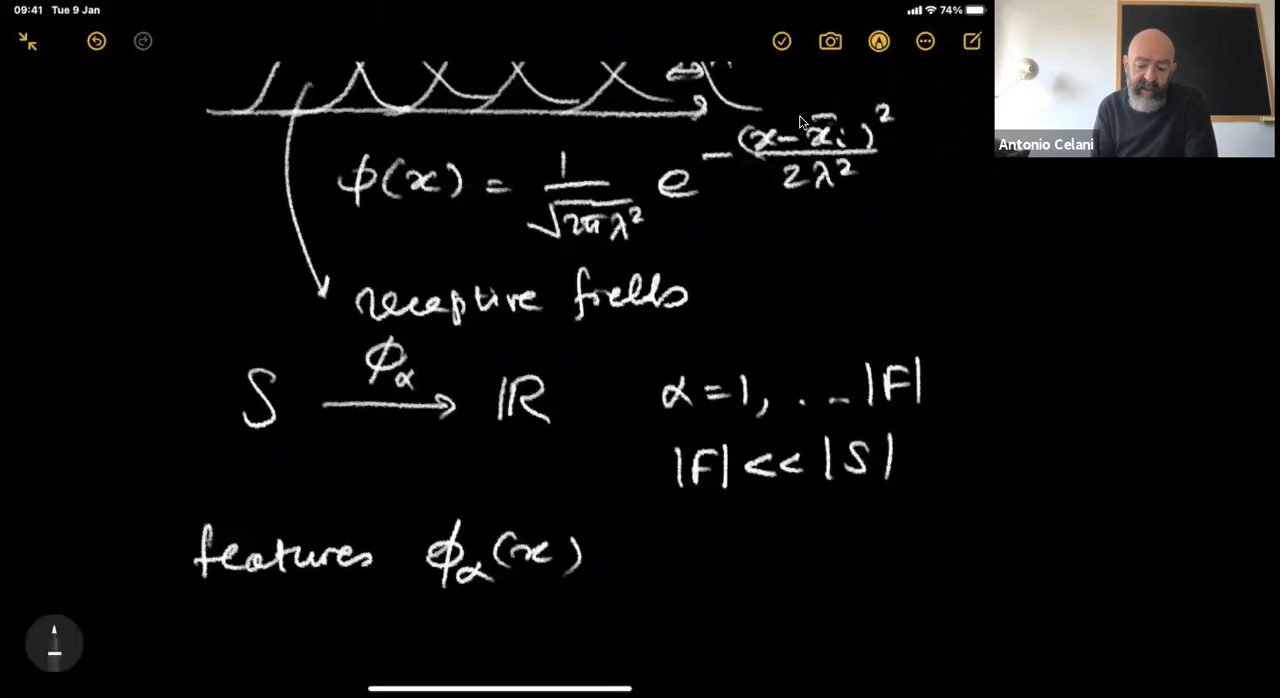 09:41 Tue 9 Jan 74%
Antonio Celani
ϕ(x) = 1/√(2πλ²) e^(-(x-x̄ᵢ)²/(2λ²))
receptive fields
S →^(ϕ_α) ℝ α = 1, . .. |F|
|F| << |S|
features ϕ_α(x)